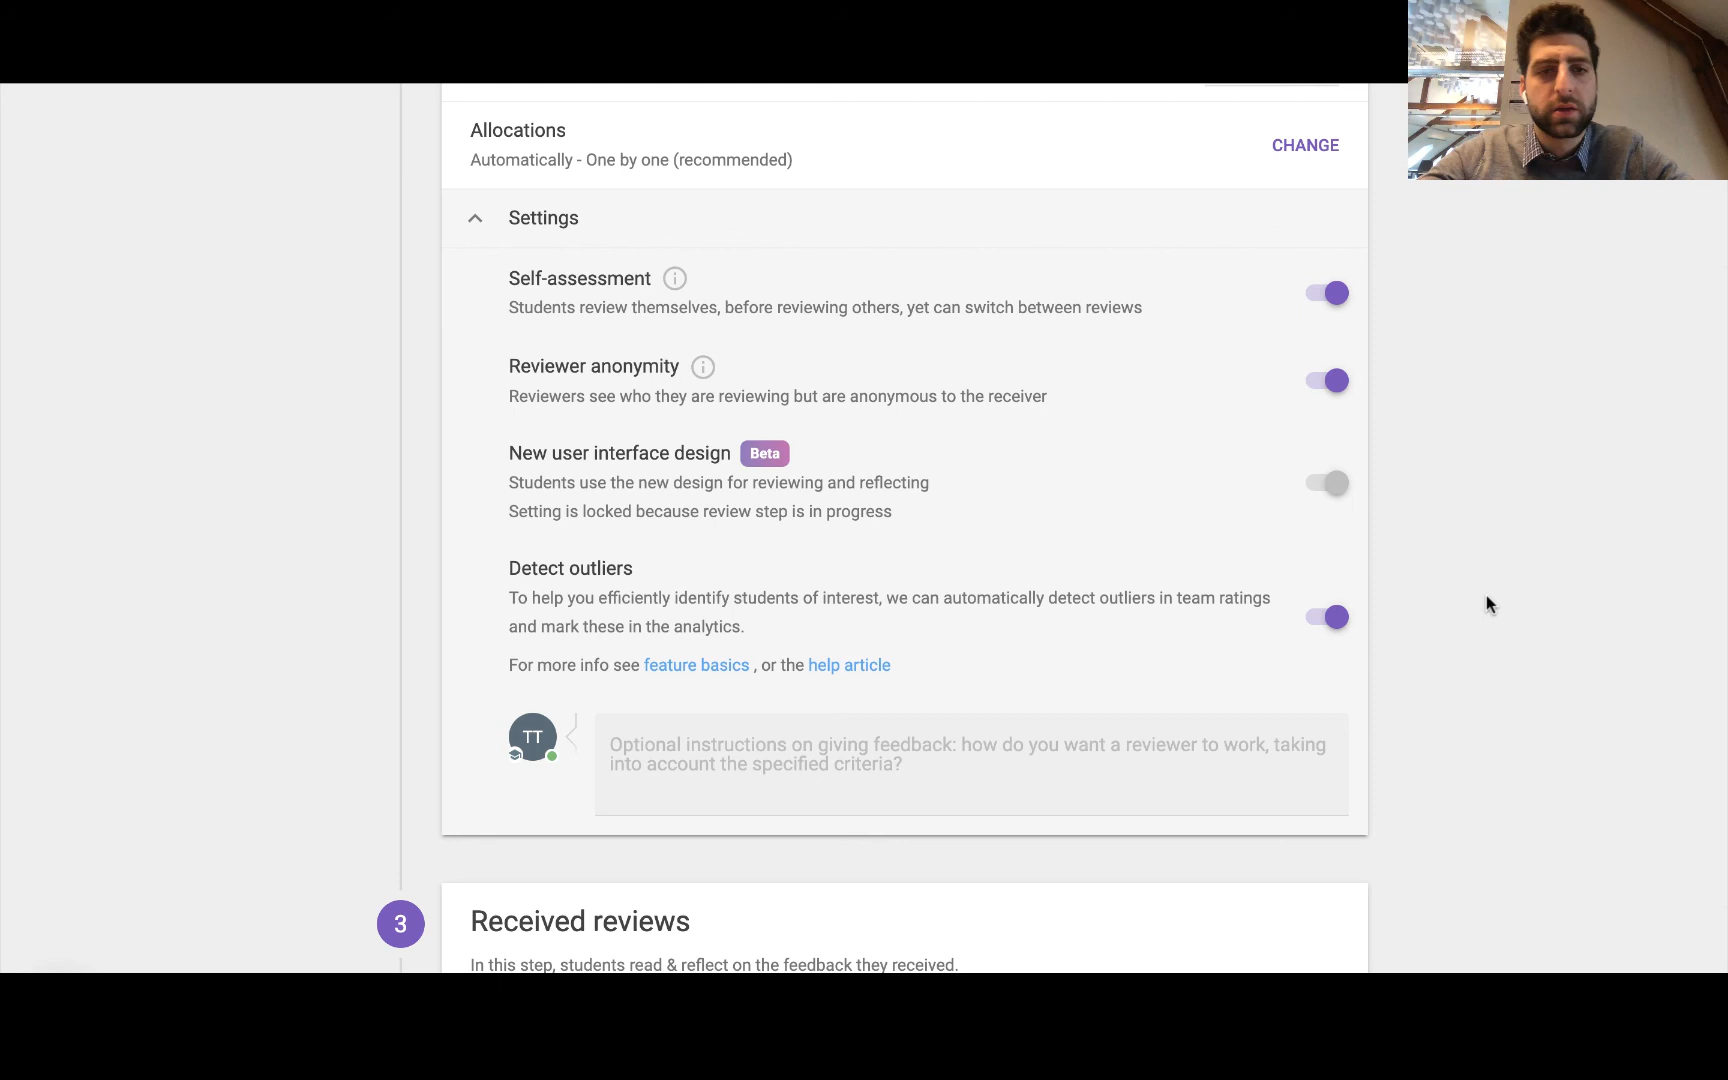 Allocations
Automatically - One by one (recommended)
CHANGE
Settings
Self-assessment
Students review themselves, before reviewing others, yet can switch between reviews
Reviewer anonymity
Reviewers see who they are reviewing but are anonymous to the receiver
New user interface design Beta
Students use the new design for reviewing and reflecting
Setting is locked because review step is in progress
Detect outliers
To help you efficiently identify students of interest, we can automatically detect outliers in team ratings
and mark these in the analytics.
For more info see feature basics , or the help article
TT
Optional instructions on giving feedback: how do you want a reviewer to work, taking
into account the specified criteria?
3
Received reviews
In this step, students read & reflect on the feedback they received.